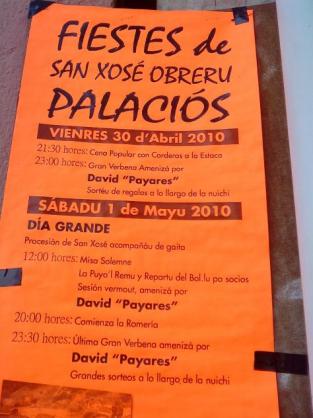 FIESTES de
SAN XOSÉ OBRERU
PALACIÓS
VIENRES 30 d'Abril 2010
21:30 hores: Cena Popular con Corderos a la Estaca
23:00 hores: Gran Verbena Amenizá por
David "Payares"
Sortéu de regalos a lo llargo de la nuichi
SÁBADU 1 de Mayu 2010
DÍA GRANDE
Procesión de San Xosé acompañáu de gaita
12:00 hores: Misa Solemne
La Puyo'l Remu y Repartu del Bol.lu pa socios
Sesión vermout, amenizá por
David "Payares"
20:00 hores: Comienza la Romería
23:30 hores: Última Gran Verbena amenizá por
David "Payares"
Grandes sorteos a lo llargo de la nuichi